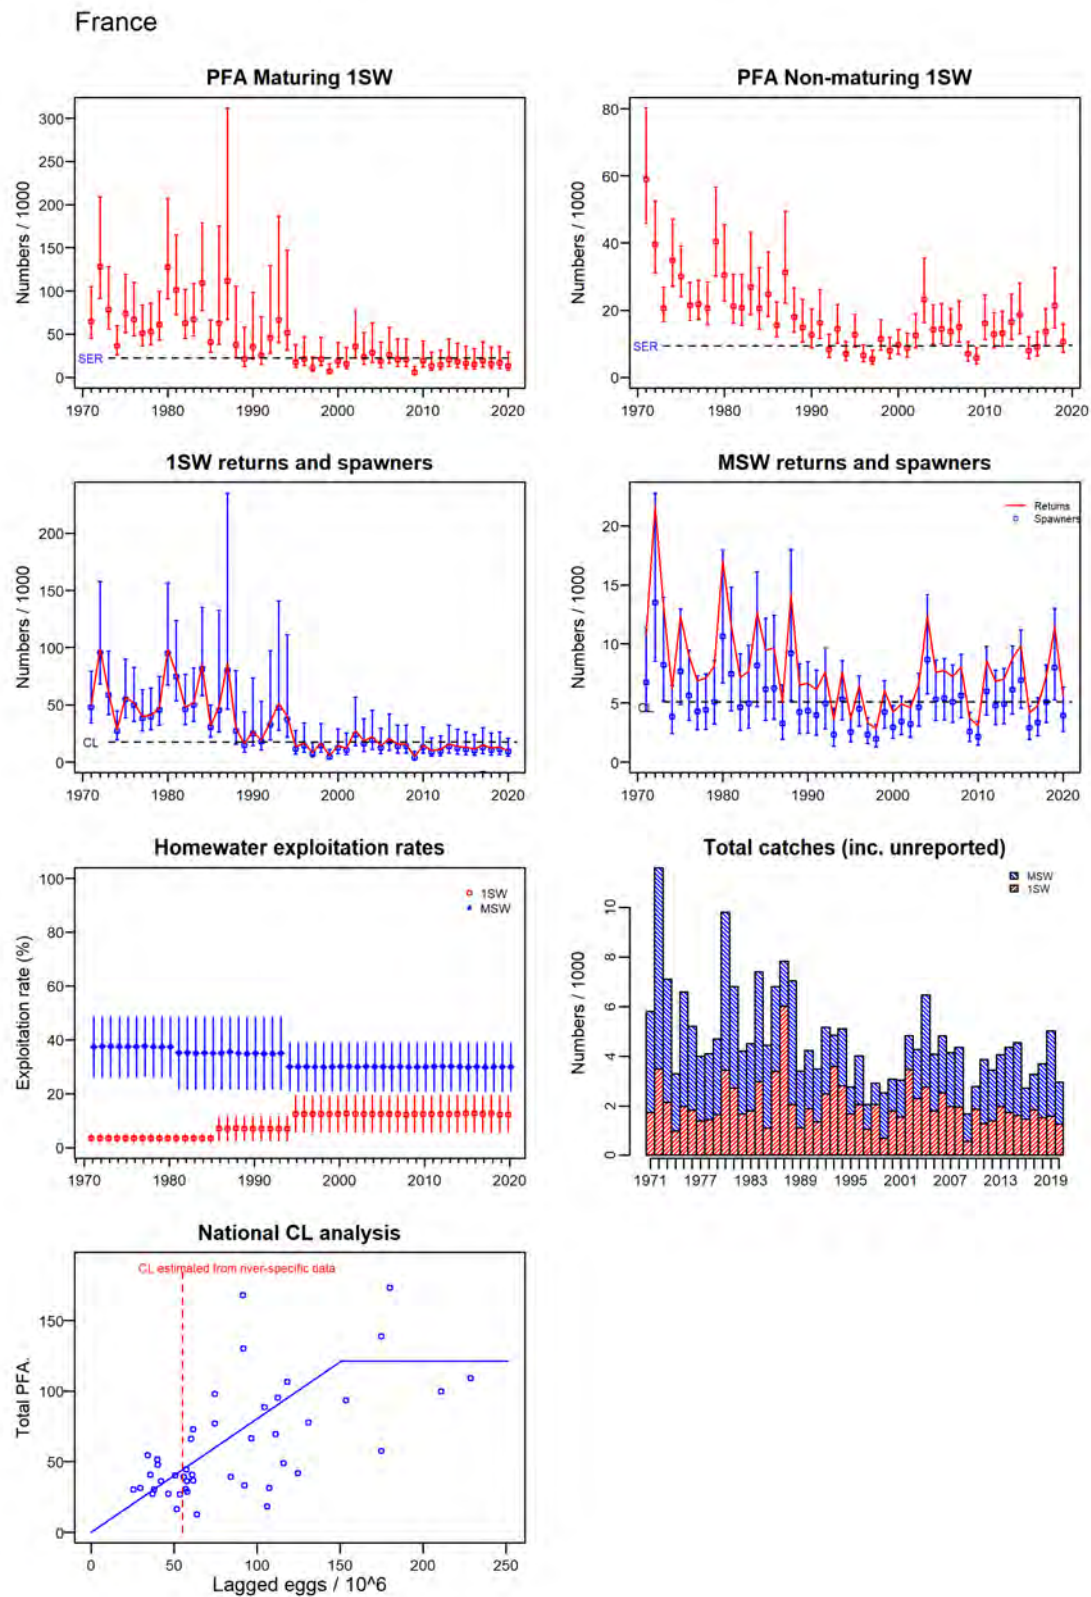 France
PFA Maturing 1SW
Numbers / 1000
300
250
200
150
100
50
0
SER
1970 1980 1990 2000 2010 2020
PFA Non-maturing 1SW
Numbers / 1000
80
60
40
20
0
SER
1970 1980 1990 2000 2010 2020
1SW returns and spawners
Numbers / 1000
200
150
100
50
0
CL
1970 1980 1990 2000 2010 2020
MSW returns and spawners
Numbers / 1000
20
15
10
5
0
CL
Returns
Spawners
1970 1980 1990 2000 2010 2020
Homewater exploitation rates
Exploitation rate (%)
100
80
60
40
20
0
1SW
MSW
1970 1980 1990 2000 2010 2020
Total catches (inc. unreported)
Numbers / 1000
10
8
6
4
2
0
MSW
1SW
1971 1977 1983 1989 1995 2001 2007 2013 2019
National CL analysis
CL estimated from river-specific data
Total PFA.
150
100
50
0
0 50 100 150 200 250
Lagged eggs / 10^6